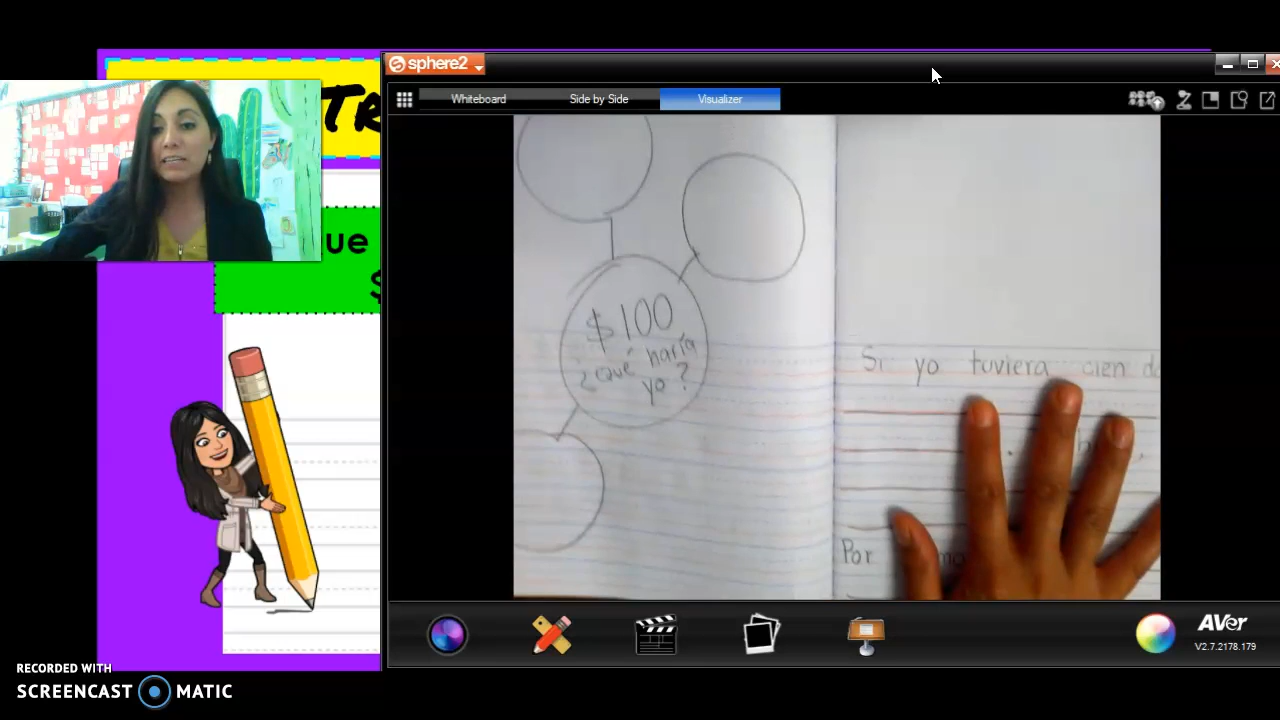 sphere2
Whiteboard Side by Side Visualizer
ue
$
$100
¿qué haría
yo?
Si yo tuviera cien
Por
AVer
V2.7.2178.179
RECORDED WITH
SCREENCAST MATIC